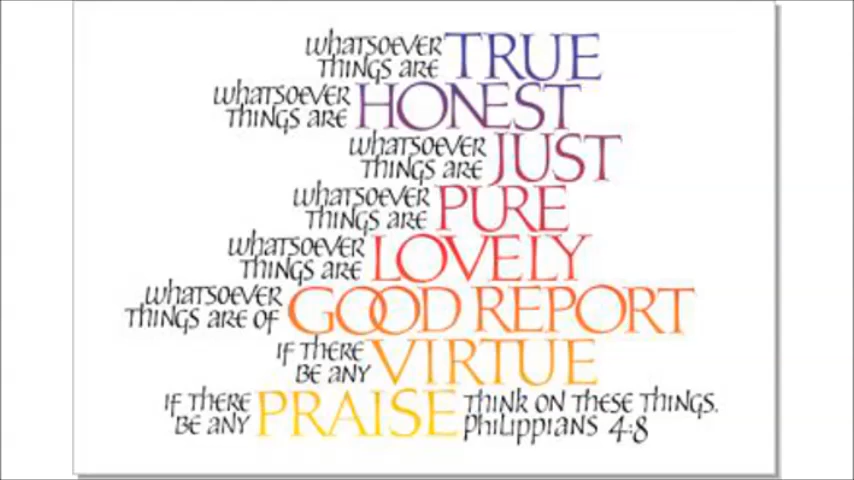 whatsoever things are TRUE
whatsoever things are HONEST
whatsoever things are JUST
whatsoever things are PURE
whatsoever things are LOVELY
whatsoever things are of GOOD REPORT
if there be any VIRTUE
if there be any PRAISE think on these things.
Philippians 4:8